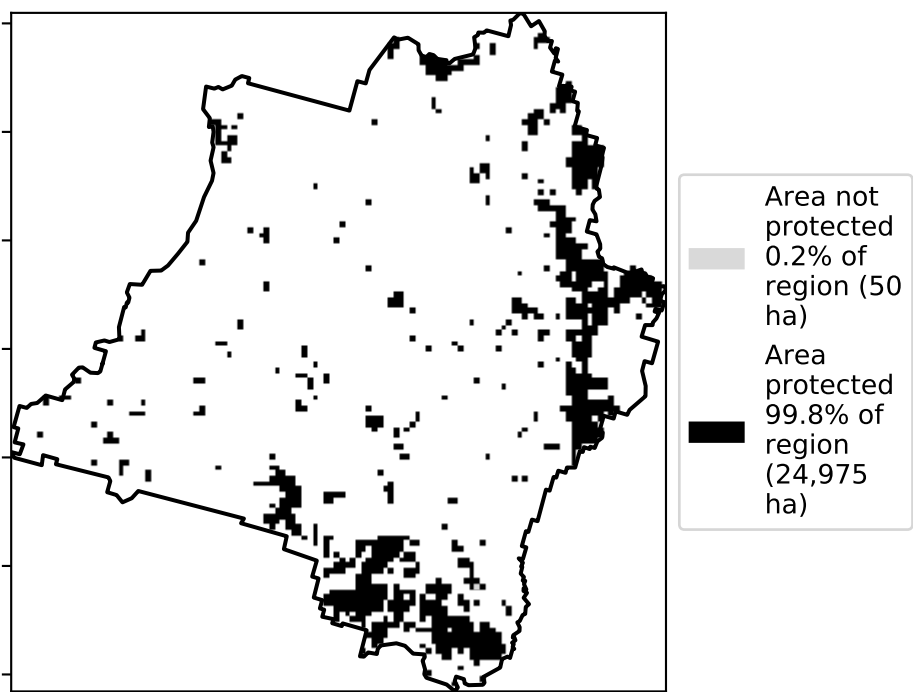 Area not
protected
0.2% of
region (50
ha)
Area
protected
99.8% of
region
(24,975
ha)